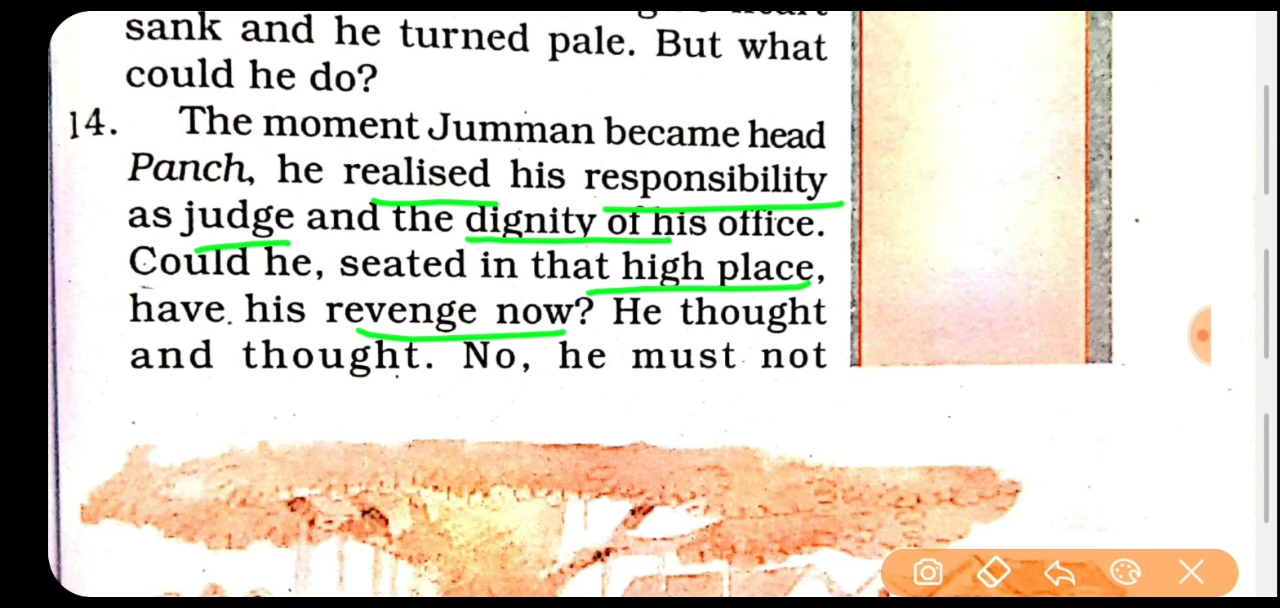 sank and he turned pale. But what
could he do?
14. The moment Jumman became head
Panch, he realised his responsibility
as judge and the dignity of his office.
Could he, seated in that high place,
have his revenge now? He thought
and thought. No, he must not